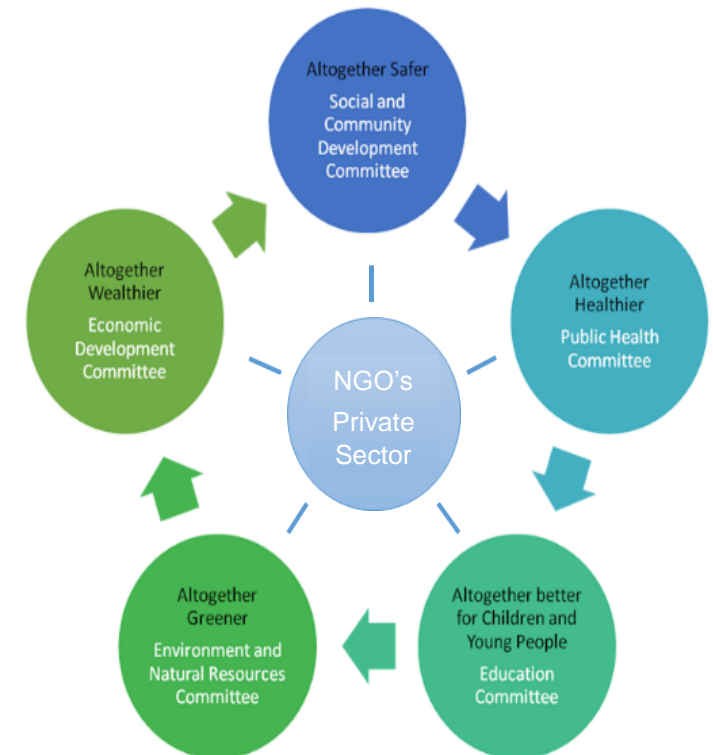 Altogether Safer
Social and
Community
Development
Committee
Altogether
Healthier
Public Health
Committee
Altogether better
for Children and
Young People
Education
Committee
Altogether
Greener
Environment and
Natural Resources
Committee
Altogether
Wealthier
Economic
Development
Committee
NGO's
Private
Sector